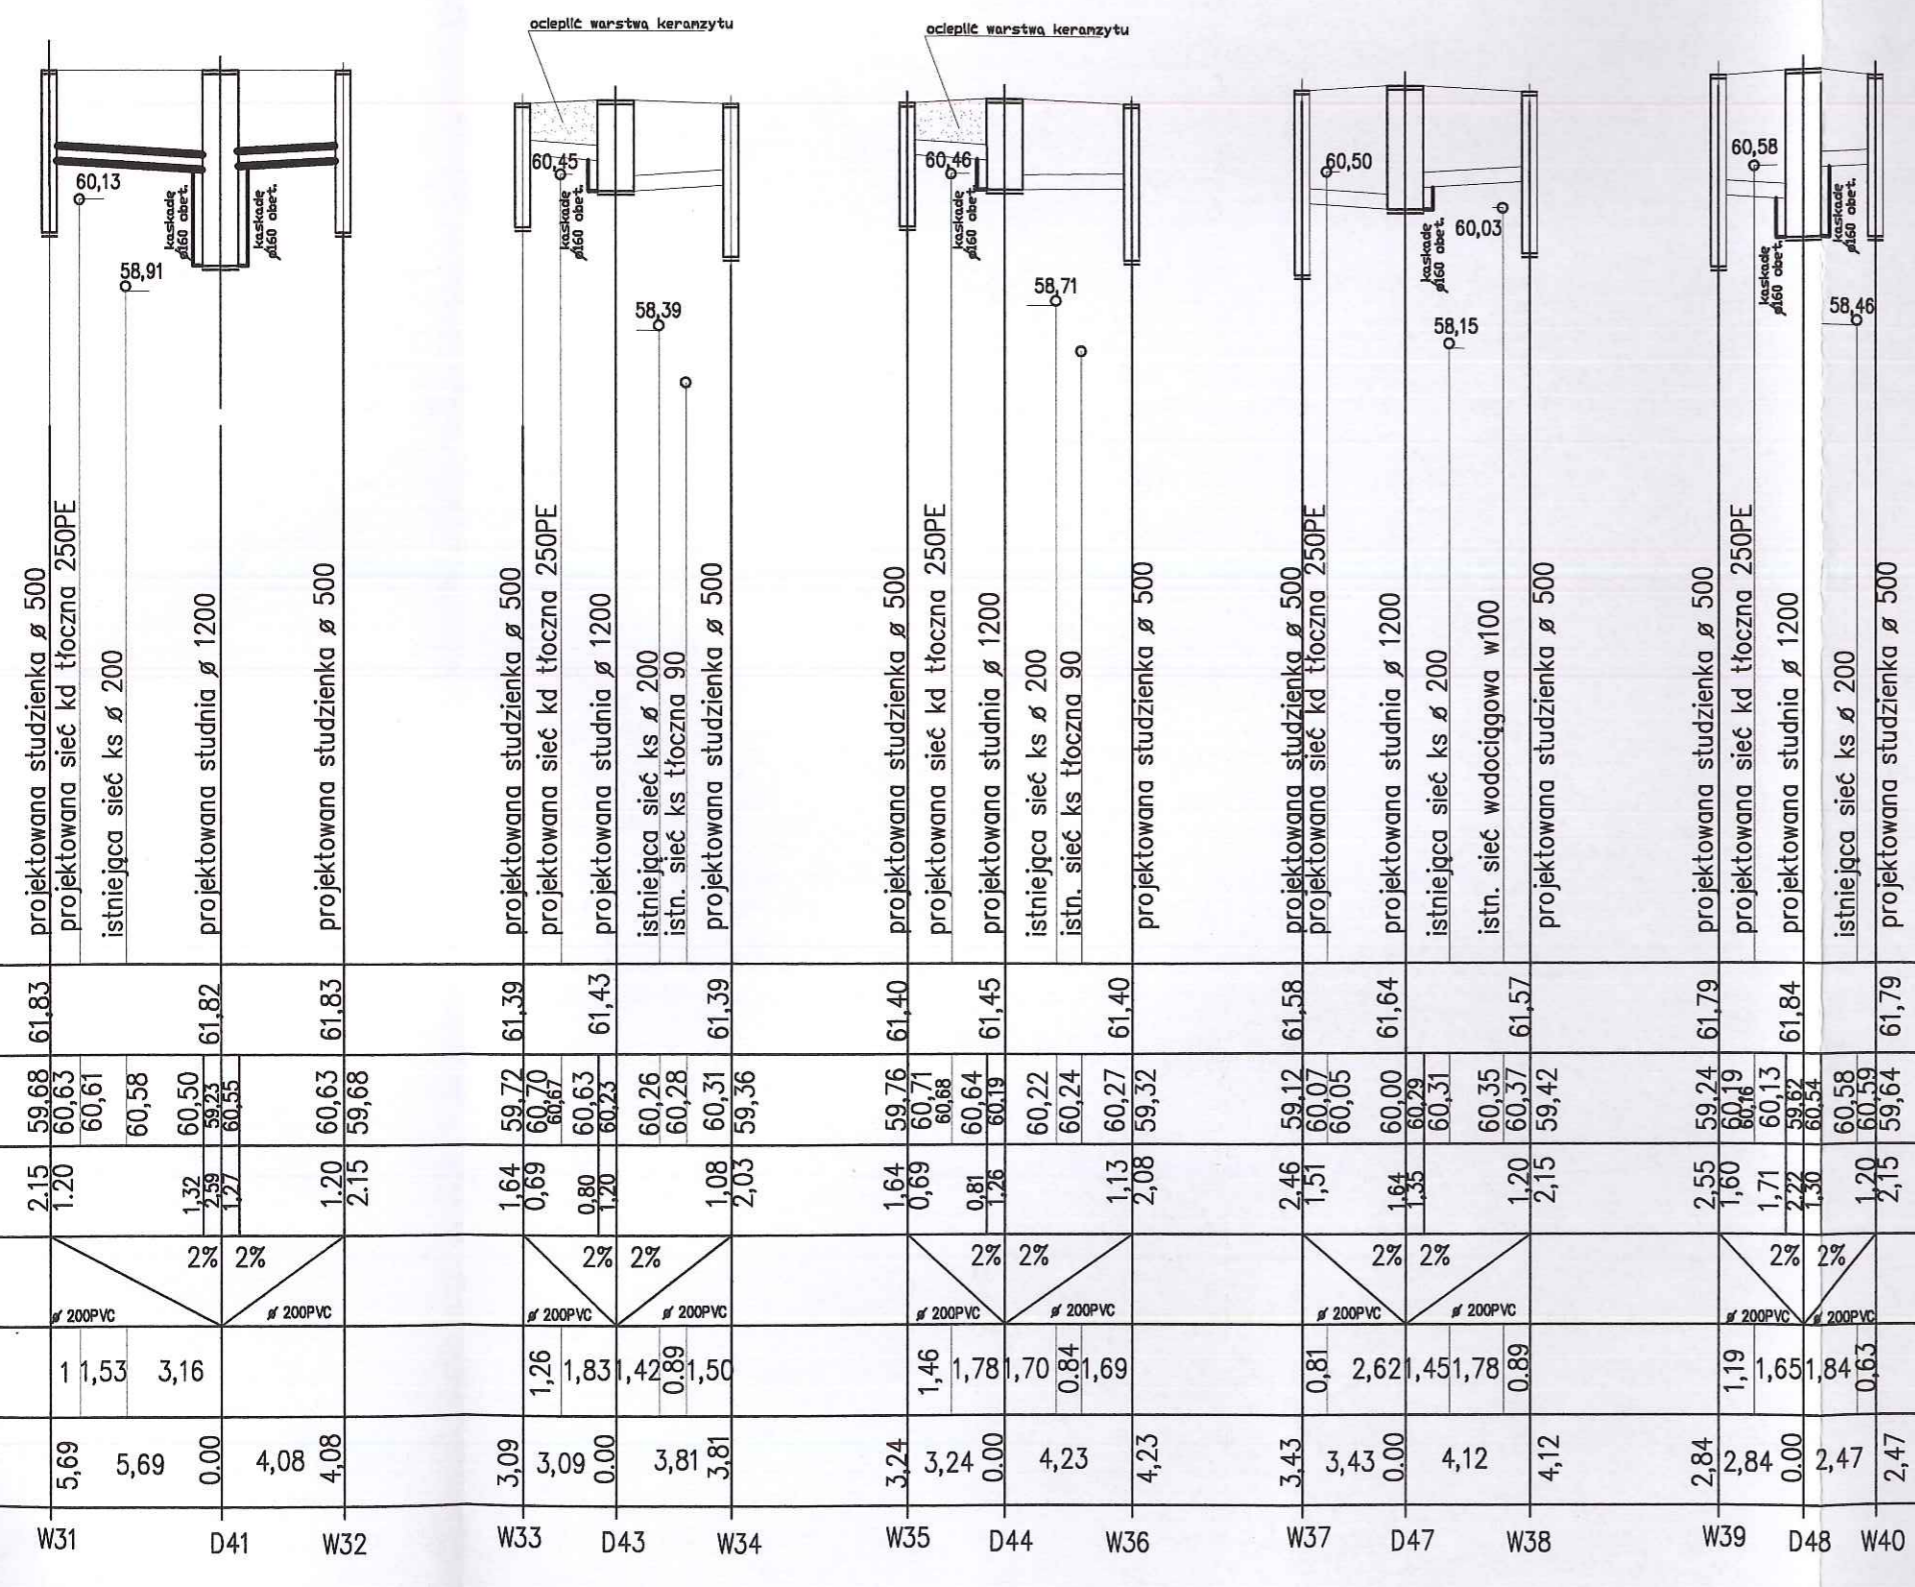 ocieplić warstwą keramzytu
ocieplić warstwą keramzytu
60,13
58,91
kaskada
ø160 obet.
kaskada
ø160 obet.
60,45
kaskada
ø160 obet.
58,39
60,46
kaskada
ø160 obet.
58,71
60,50
60,03
kaskada
ø160 obet.
58,15
60,58
kaskada
ø160 obet.
kaskada
ø160 obet.
58,46
projektowana studzienka ø 500
projektowana sieć kd tłoczna 250PE
istniejąca sieć ks ø 200
projektowana studnia ø 1200
projektowana studzienka ø 500
projektowana studzienka ø 500
projektowana sieć kd tłoczna 250PE
projektowana studnia ø 1200
istniejąca sieć ks ø 200
istn. sieć ks tłoczna 90
projektowana studzienka ø 500
projektowana studzienka ø 500
projektowana sieć kd tłoczna 250PE
projektowana studnia ø 1200
istniejąca sieć ks ø 200
istn. sieć ks tłoczna 90
projektowana studzienka ø 500
projektowana studzienka ø 500
projektowana sieć kd tłoczna 250PE
projektowana studnia ø 1200
istniejąca sieć ks ø 200
istn. sieć wodociągowa w100
projektowana studzienka ø 500
projektowana studzienka ø 500
projektowana sieć kd tłoczna 250PE
projektowana studnia ø 1200
istniejąca sieć ks ø 200
projektowana studzienka ø 500
61,83 61,82 61,83 61,39 61,43 61,39 61,40 61,45 61,40 61,58 61,64 61,57 61,79 61,84 61,79
59,68 60,63 60,61 60,58 60,50 59,23 60,55 60,63 59,68 59,72 60,70 60,67 60,63 60,23 60,26 60,28 60,31 59,36 59,76 60,71 60,68 60,64 60,19 60,22 60,24 60,27 59,32 59,12 60,07 60,05 60,00 60,29 60,31 60,35 60,37 59,42 59,24 60,19 60,16 60,13 59,62 60,54 60,58 60,59 59,64
2.15 1.20 1,32 2,59 1,27 1.20 2.15 1,64 0,69 0,80 1,20 1,08 2,03 1,64 0,69 0,81 1,26 1,13 2,08 2,46 1,51 1,64 1,35 1,20 2,15 2,55 1,60 1,71 2,22 1,30 1,20 2,15
2% 2% 2% 2% 2% 2% 2% 2% 2% 2%
ø 200PVC ø 200PVC ø 200PVC ø 200PVC ø 200PVC ø 200PVC ø 200PVC ø 200PVC ø 200PVC ø 200PVC
1 1,53 3,16 1,26 1,83 1,42 0.89 1,50 1,46 1,78 1,70 0.84 1,69 0,81 2,62 1,45 1,78 0.89 1,19 1,65 1,84 0,63
5,69 5,69 0.00 4,08 4,08 3,09 3,09 0.00 3,81 3,81 3,24 3,24 0.00 4,23 4,23 3,43 3,43 0.00 4,12 4,12 2,84 2,84 0.00 2,47 2,47
W31 D41 W32 W33 D43 W34 W35 D44 W36 W37 D47 W38 W39 D48 W40